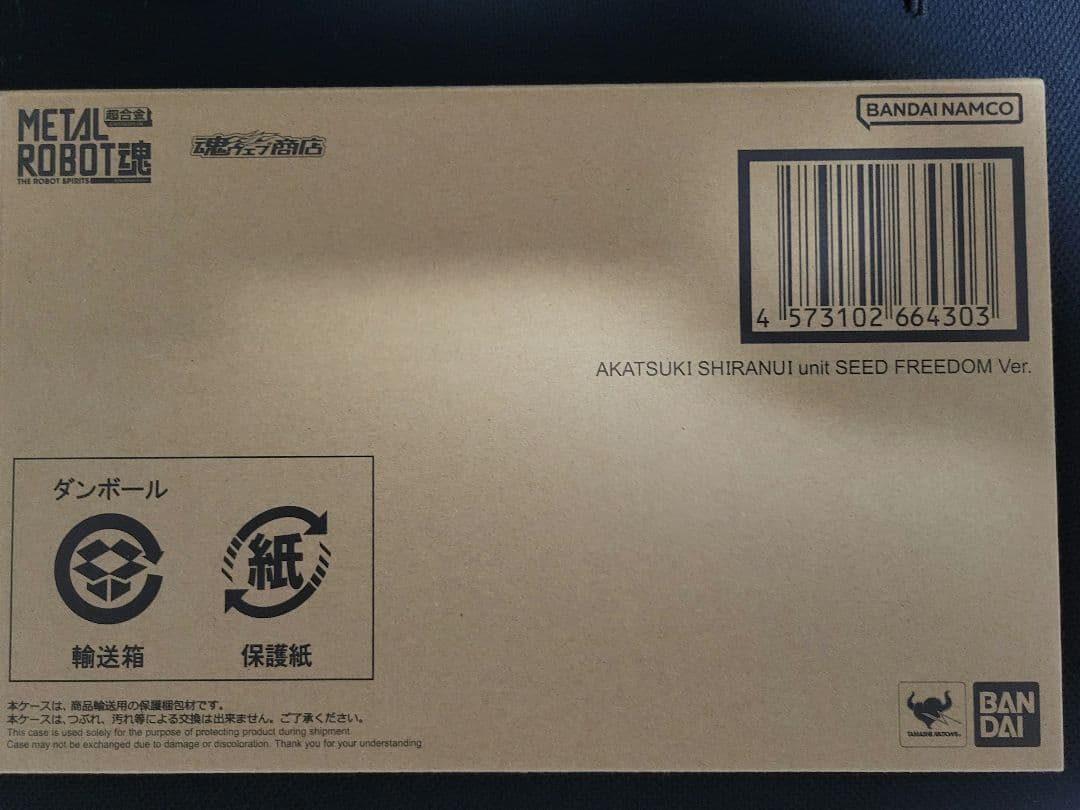 METAL 超合金
ROBOT魂
THE ROBOT SPIRITS
魂ウェブ商店
BANDAI NAMCO
4 573102 664303
AKATSUKI SHIRANUI unit SEED FREEDOM Ver.
ダンボール
紙
輸送箱 保護紙
本ケースは、商品輸送用の保護梱包材です。
本ケースは、つぶれ、汚れ等による交換は出来ません。ご了承ください。
This case is used solely for the purpose of protecting product during shipment
Case may not be exchanged due to damage or discoloration. Thank you for your understanding
TAMASHII NATIONS
BAN
DAI